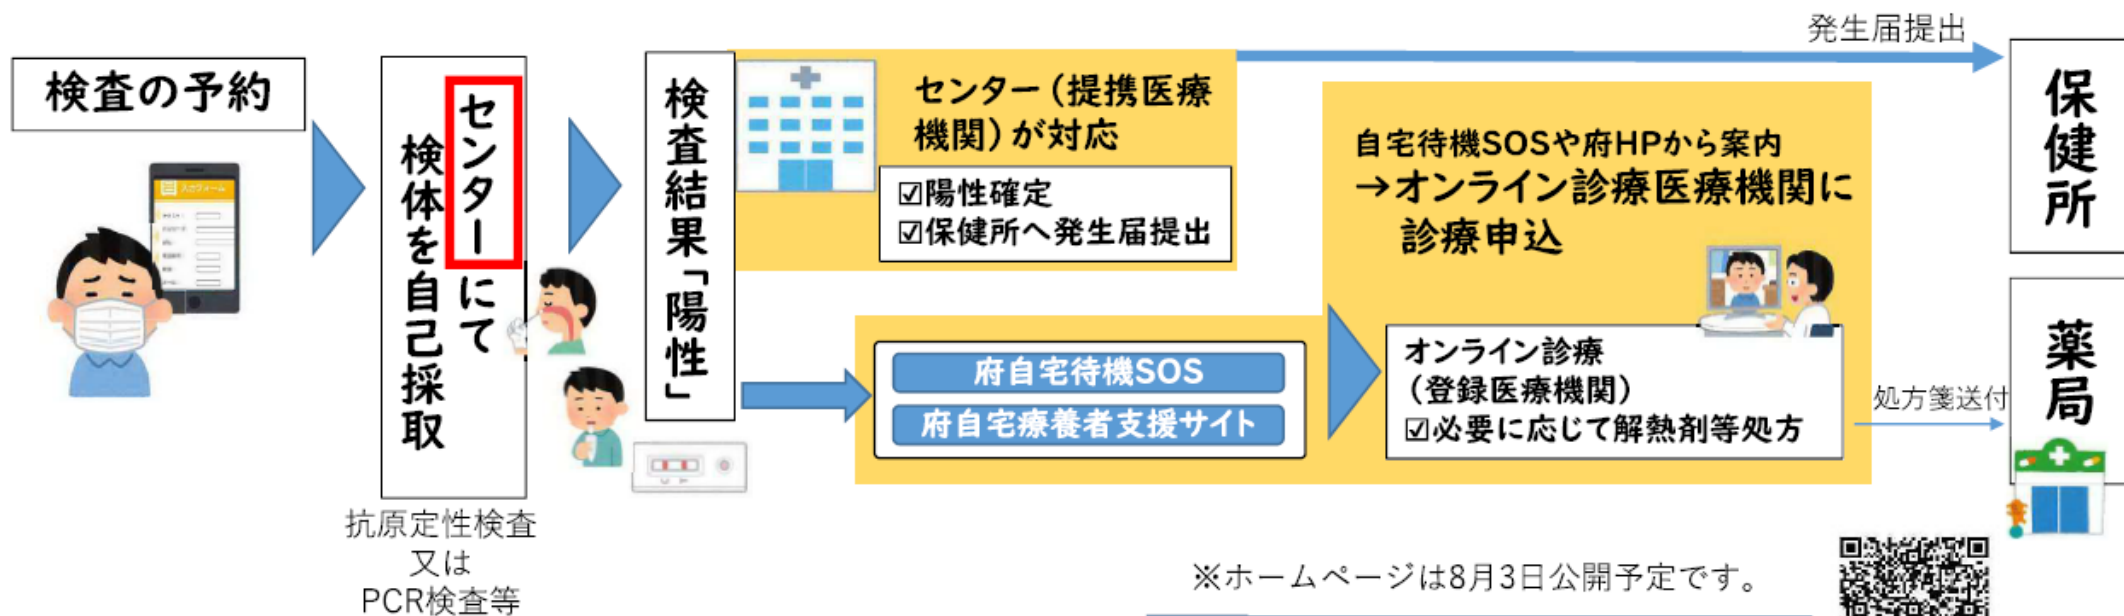 発生届提出
検査の予約
センターにて
検体を自己採取
抗原定性検査
又は
PCR検査等
検査結果「陽性」
センター（提携医療
機関）が対応
☑陽性確定
☑保健所へ発生届提出
府自宅待機SOS
府自宅療養者支援サイト
自宅待機SOSや府HPから案内
→オンライン診療医療機関に
診療申込
オンライン診療
（登録医療機関）
☑必要に応じて解熱剤等処方
処方箋送付
保健所
薬局
※ホームページは8月3日公開予定です。